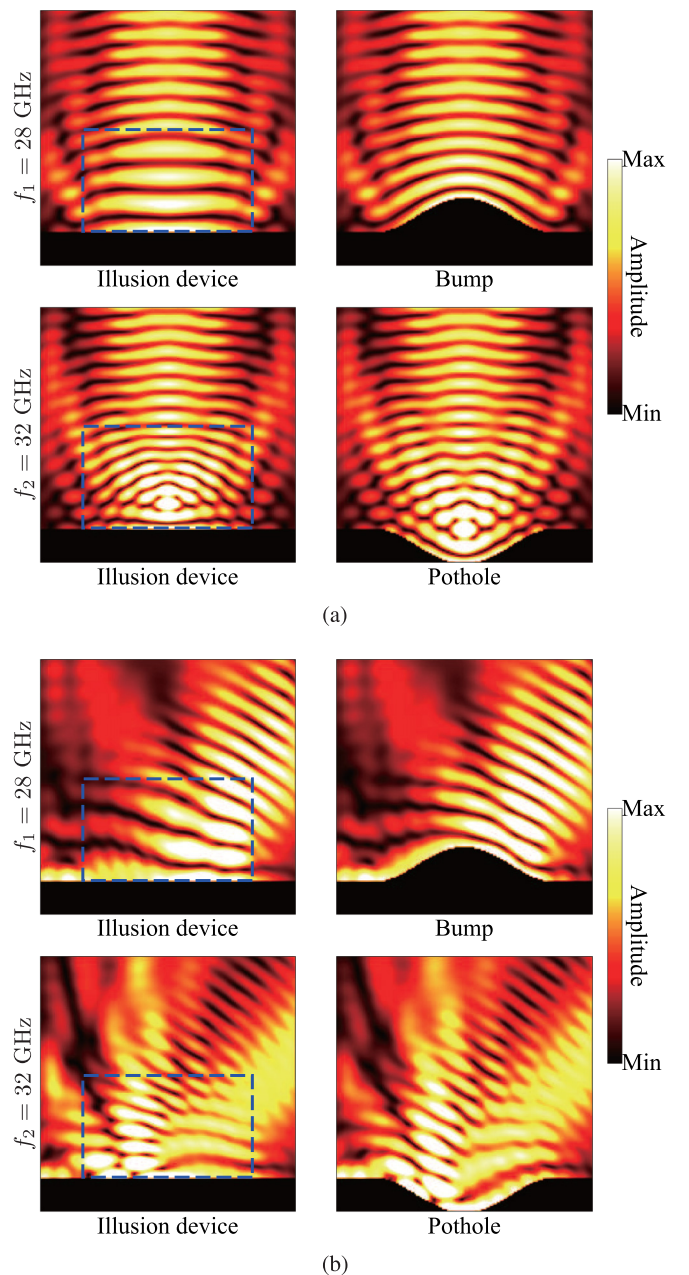 f₁ = 28 GHz
Illusion device
Bump
Max
Amplitude
Min
f₂ = 32 GHz
Illusion device
Pothole
(a)
f₁ = 28 GHz
Illusion device
Bump
Max
Amplitude
Min
f₂ = 32 GHz
Illusion device
Pothole
(b)